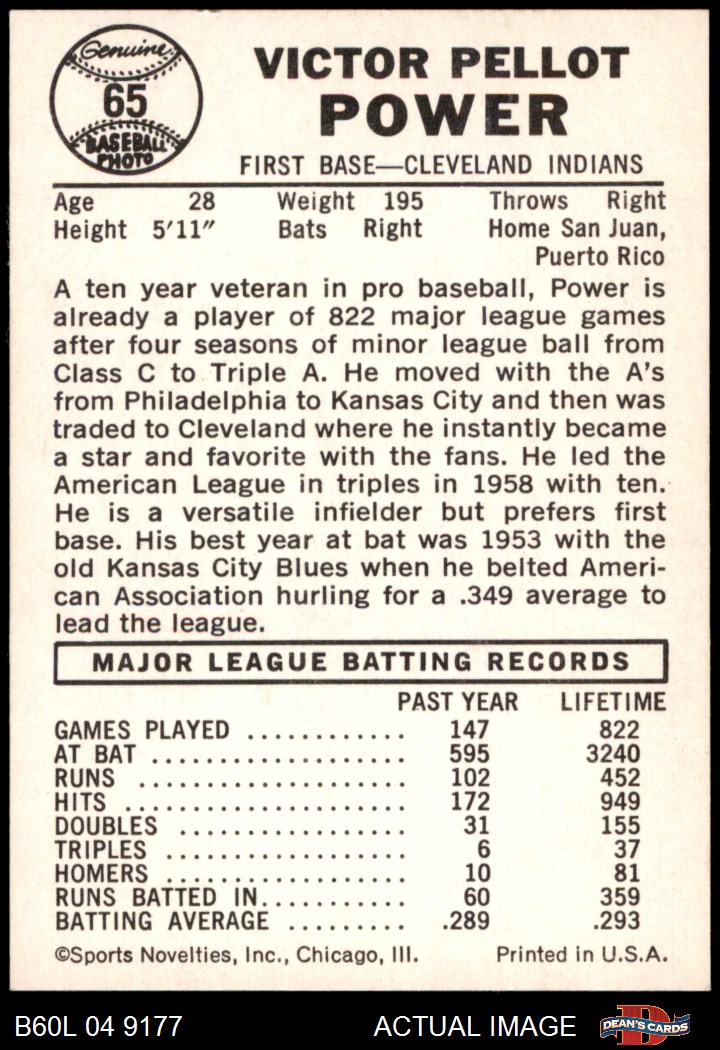 Genuine
65
BASEBALL
PHOTO
VICTOR PELLOT
POWER
FIRST BASE—CLEVELAND INDIANS
Age 28 Weight 195 Throws Right
Height 5'11" Bats Right Home San Juan,
Puerto Rico
A ten year veteran in pro baseball, Power is
already a player of 822 major league games
after four seasons of minor league ball from
Class C to Triple A. He moved with the A's
from Philadelphia to Kansas City and then was
traded to Cleveland where he instantly became
a star and favorite with the fans. He led the
American League in triples in 1958 with ten.
He is a versatile infielder but prefers first
base. His best year at bat was 1953 with the
old Kansas City Blues when he belted Ameri-
can Association hurling for a .349 average to
lead the league.
MAJOR LEAGUE BATTING RECORDS
PAST YEAR LIFETIME
GAMES PLAYED ............ 147 822
AT BAT ..................... 595 3240
RUNS ...................... 102 452
HITS ....................... 172 949
DOUBLES .................. 31 155
TRIPLES ................... 6 37
HOMERS ................... 10 81
RUNS BATTED IN............ 60 359
BATTING AVERAGE ......... .289 .293
©Sports Novelties, Inc., Chicago, Ill. Printed in U.S.A.
B60L 04 9177 ACTUAL IMAGE DEAN'S CARDS